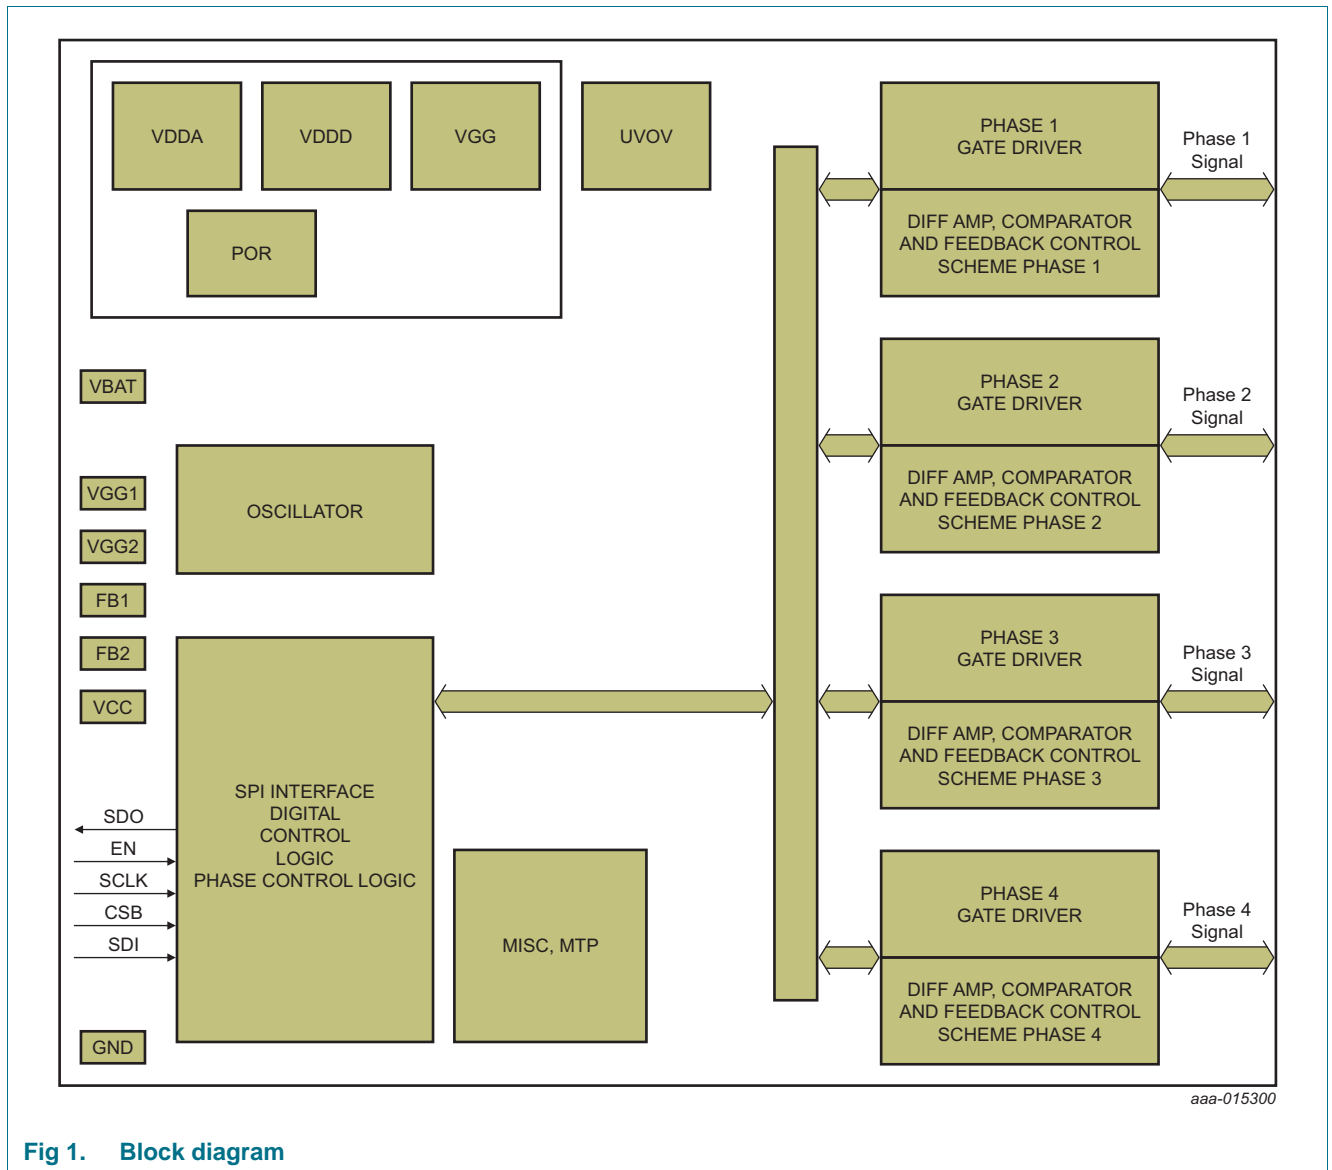 VDDA
VDDD
VGG
UVOV
POR
VBAT
VGG1
VGG2
FB1
FB2
VCC
OSCILLATOR
SDO
EN
SCLK
CSB
SDI
GND
SPI INTERFACE
DIGITAL
CONTROL
LOGIC
PHASE CONTROL LOGIC
MISC, MTP
PHASE 1
GATE DRIVER
DIFF AMP, COMPARATOR
AND FEEDBACK CONTROL
SCHEME PHASE 1
Phase 1
Signal
PHASE 2
GATE DRIVER
DIFF AMP, COMPARATOR
AND FEEDBACK CONTROL
SCHEME PHASE 2
Phase 2
Signal
PHASE 3
GATE DRIVER
DIFF AMP, COMPARATOR
AND FEEDBACK CONTROL
SCHEME PHASE 3
Phase 3
Signal
PHASE 4
GATE DRIVER
DIFF AMP, COMPARATOR
AND FEEDBACK CONTROL
SCHEME PHASE 4
Phase 4
Signal
aaa-015300
Fig 1. Block diagram